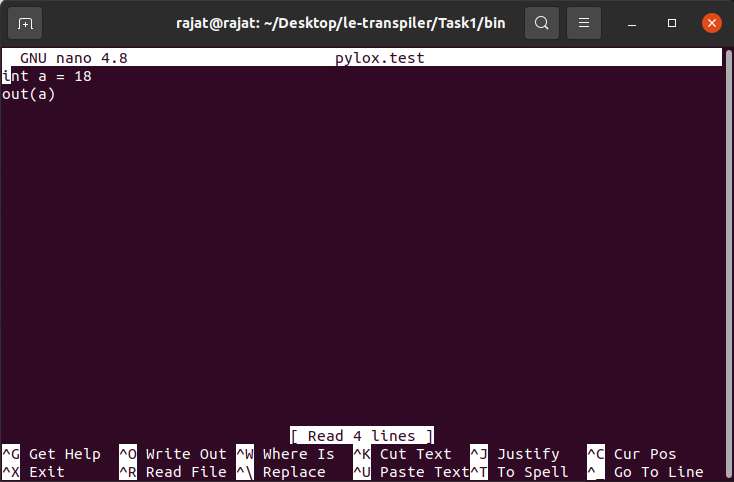 rajat@rajat: ~/Desktop/le-transpiler/Task1/bin
GNU nano 4.8 pylox.test
int a = 18
out(a)
[ Read 4 lines ]
^G Get Help ^O Write Out ^W Where Is ^K Cut Text ^J Justify ^C Cur Pos
^X Exit ^R Read File ^\ Replace ^U Paste Text^T To Spell ^_ Go To Line